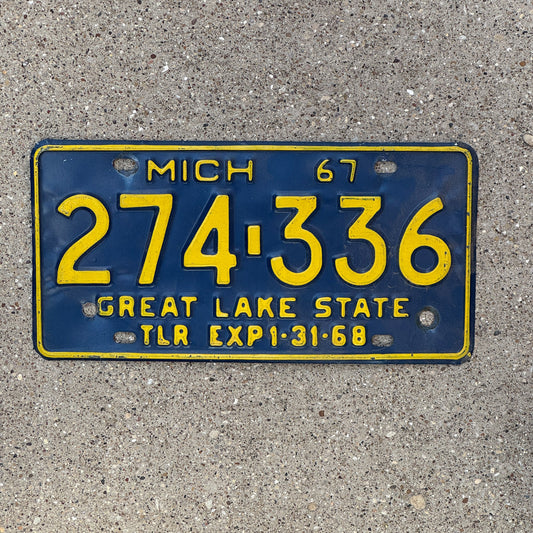 MICH 67
274-336
GREAT LAKE STATE
TLR EXP 1·31·68